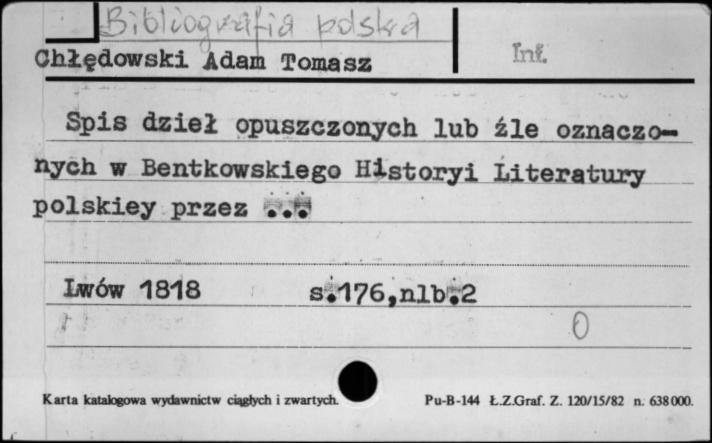 Bibliografia polska
Chłędowski Adam Tomasz Inf.
Spis dzieł opuszczonych lub źle oznaczo-
nych w Bentkowskiego Historyi Literatury
polskiey przez ...
Lwów 1818 s.176,nlb.2
0
Karta katalogowa wydawnictw ciągłych i zwartych. Pu-B-144 Ł.Z.Graf. Z. 120/15/82 n. 638000.